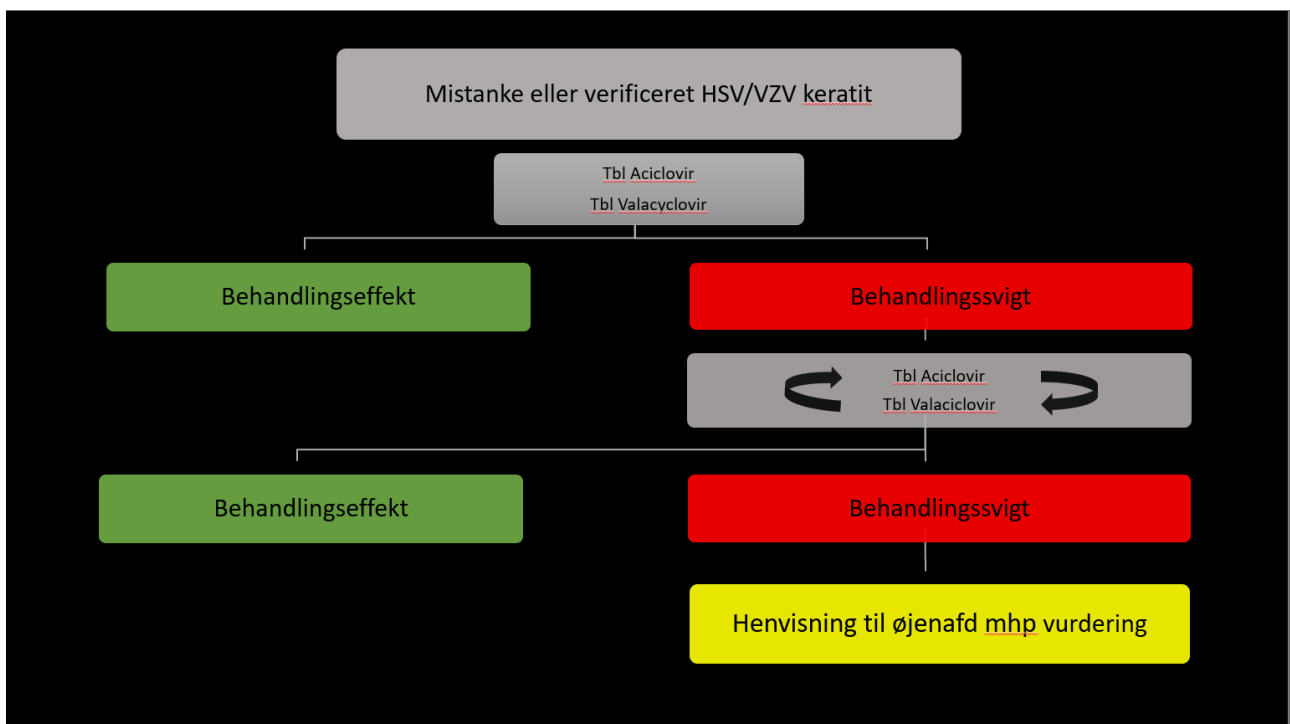 Mistanke eller verificeret HSV/VZV keratit
Tbl Aciclovir
Tbl Valacyclovir
Behandlingseffekt
Behandlingssvigt
Tbl Aciclovir
Tbl Valaciclovir
Behandlingseffekt
Behandlingssvigt
Henvisning til øjenafd mhp vurdering